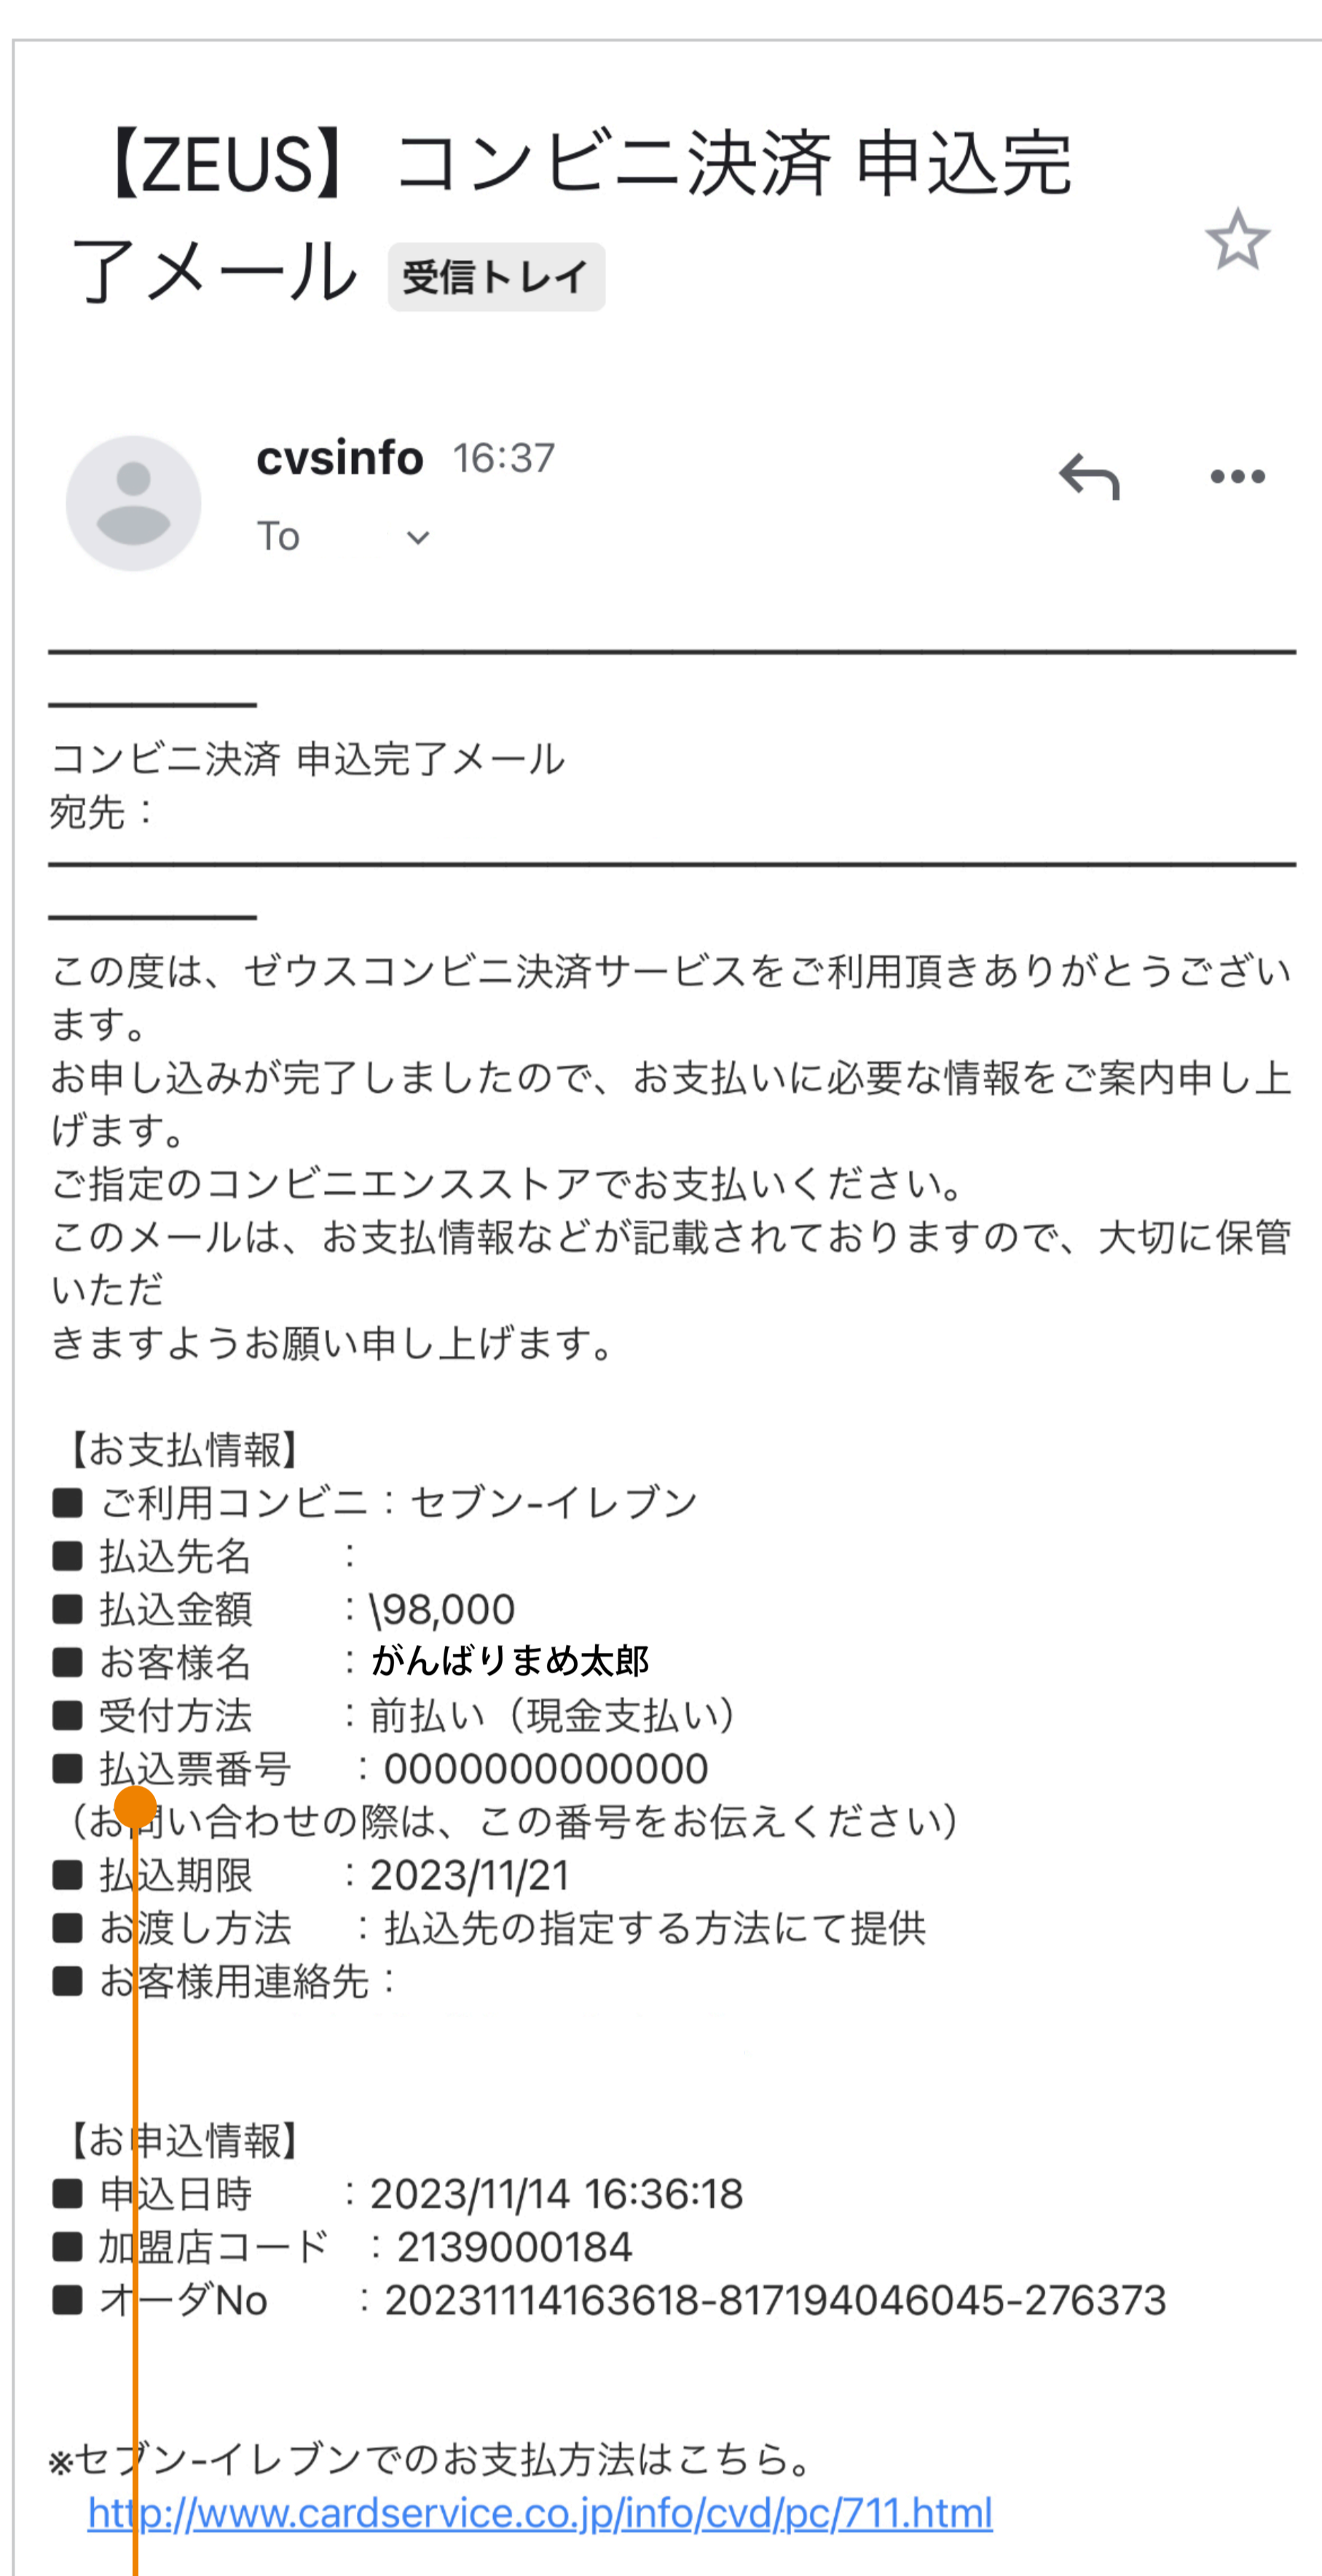 【ZEUS】コンビニ決済 申込完
了メール 受信トレイ
cvsinfo 16:37
To
コンビニ決済 申込完了メール
宛先：
この度は、ゼウスコンビニ決済サービスをご利用頂きありがとうござい
ます。
お申し込みが完了しましたので、お支払いに必要な情報をご案内申し上
げます。
ご指定のコンビニエンスストアでお支払いください。
このメールは、お支払情報などが記載されておりますので、大切に保管
いただ
きますようお願い申し上げます。
【お支払情報】
■ ご利用コンビニ：セブン-イレブン
■ 払込先名　　：
■ 払込金額　　：\98,000
■ お客様名　　：がんばりまめ太郎
■ 受付方法　　：前払い（現金支払い）
■ 払込票番号　：0000000000000
（お問い合わせの際は、この番号をお伝えください）
■ 払込期限　　：2023/11/21
■ お渡し方法　：払込先の指定する方法にて提供
■ お客様用連絡先：
【お申込情報】
■ 申込日時　　：2023/11/14 16:36:18
■ 加盟店コード　：2139000184
■ オーダNo　　：20231114163618-817194046045-276373
※セブン-イレブンでのお支払方法はこちら。
http://www.cardservice.co.jp/info/cvd/pc/711.html